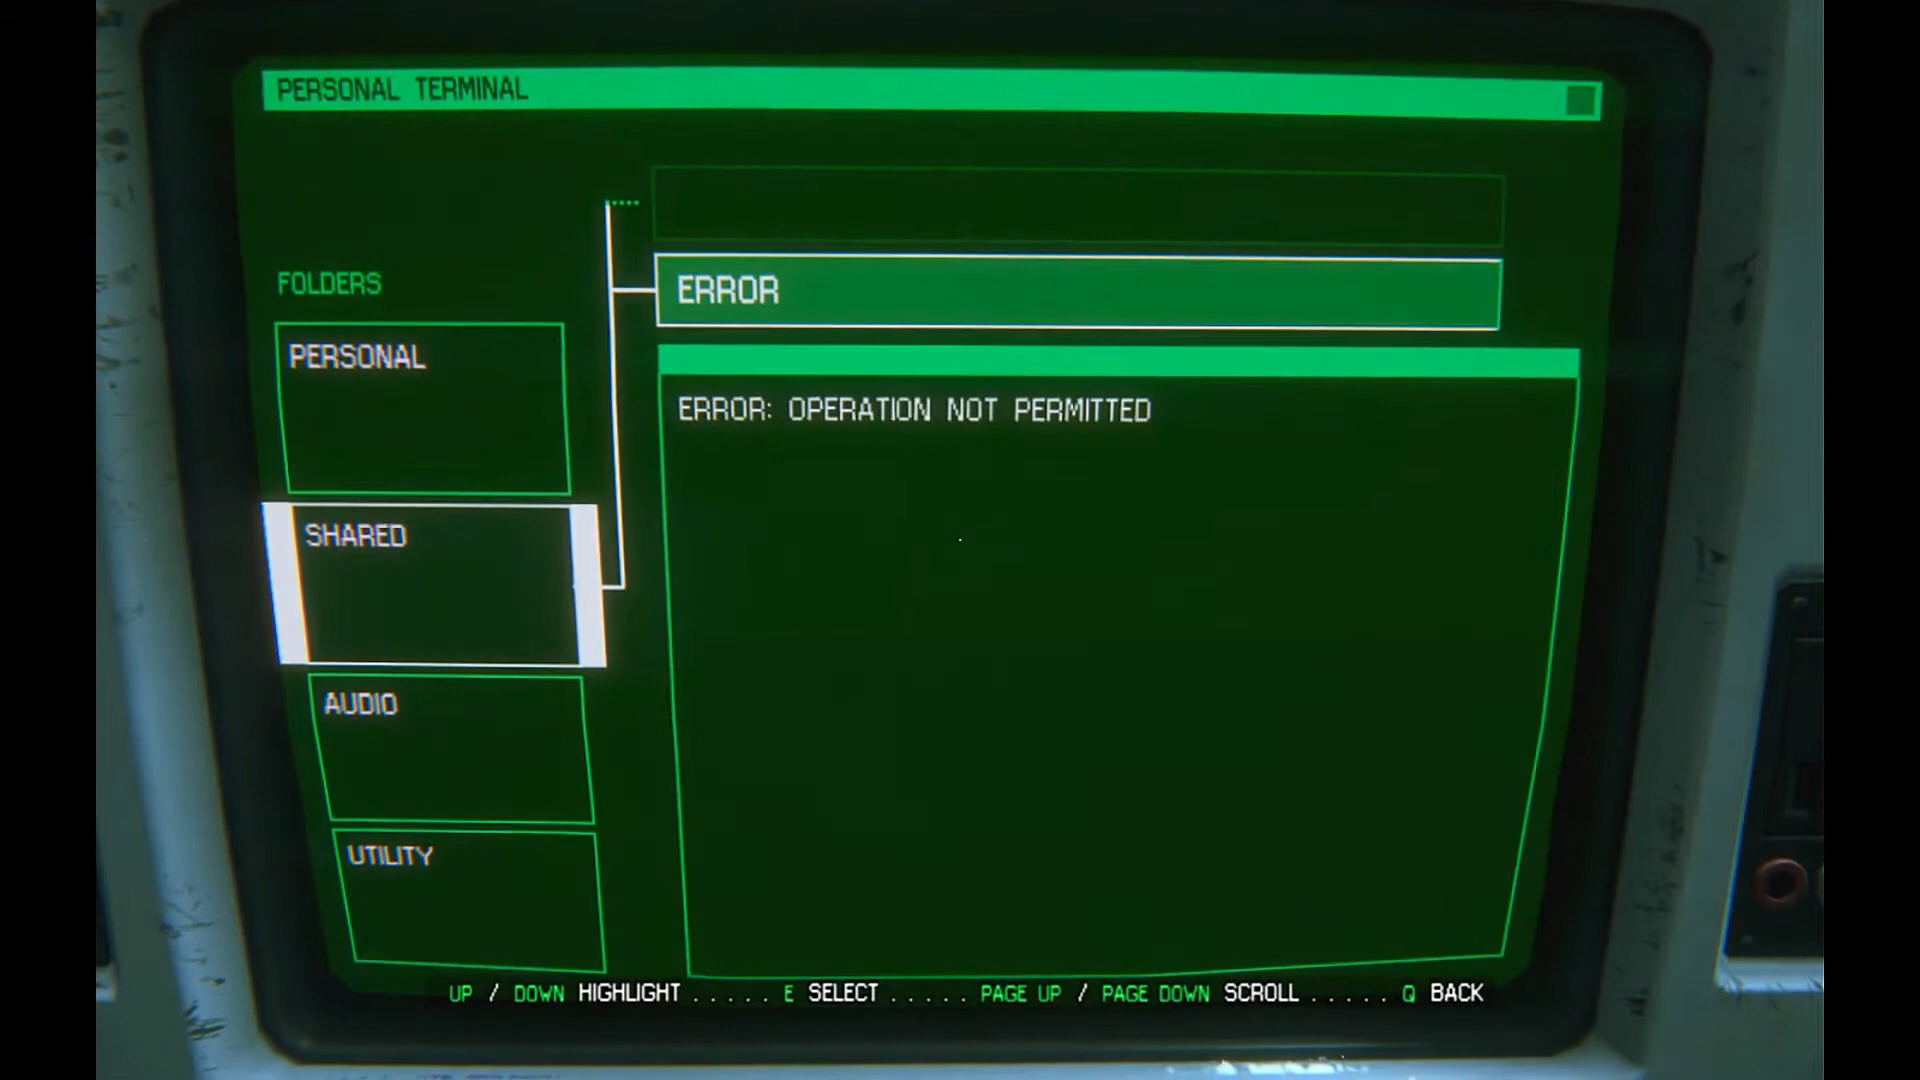 PERSONAL TERMINAL
FOLDERS
PERSONAL
SHARED
AUDIO
UTILITY
ERROR
ERROR: OPERATION NOT PERMITTED
UP / DOWN HIGHLIGHT ..... E SELECT ..... PAGE UP / PAGE DOWN SCROLL ..... Q BACK